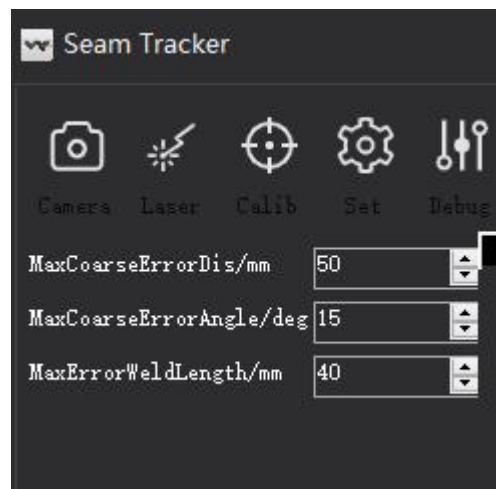 Seam Tracker
Camera Laser Calib Set Debug
MaxCoarseErrorDis/mm 50
MaxCoarseErrorAngle/deg 15
MaxErrorWeldLength/mm 40